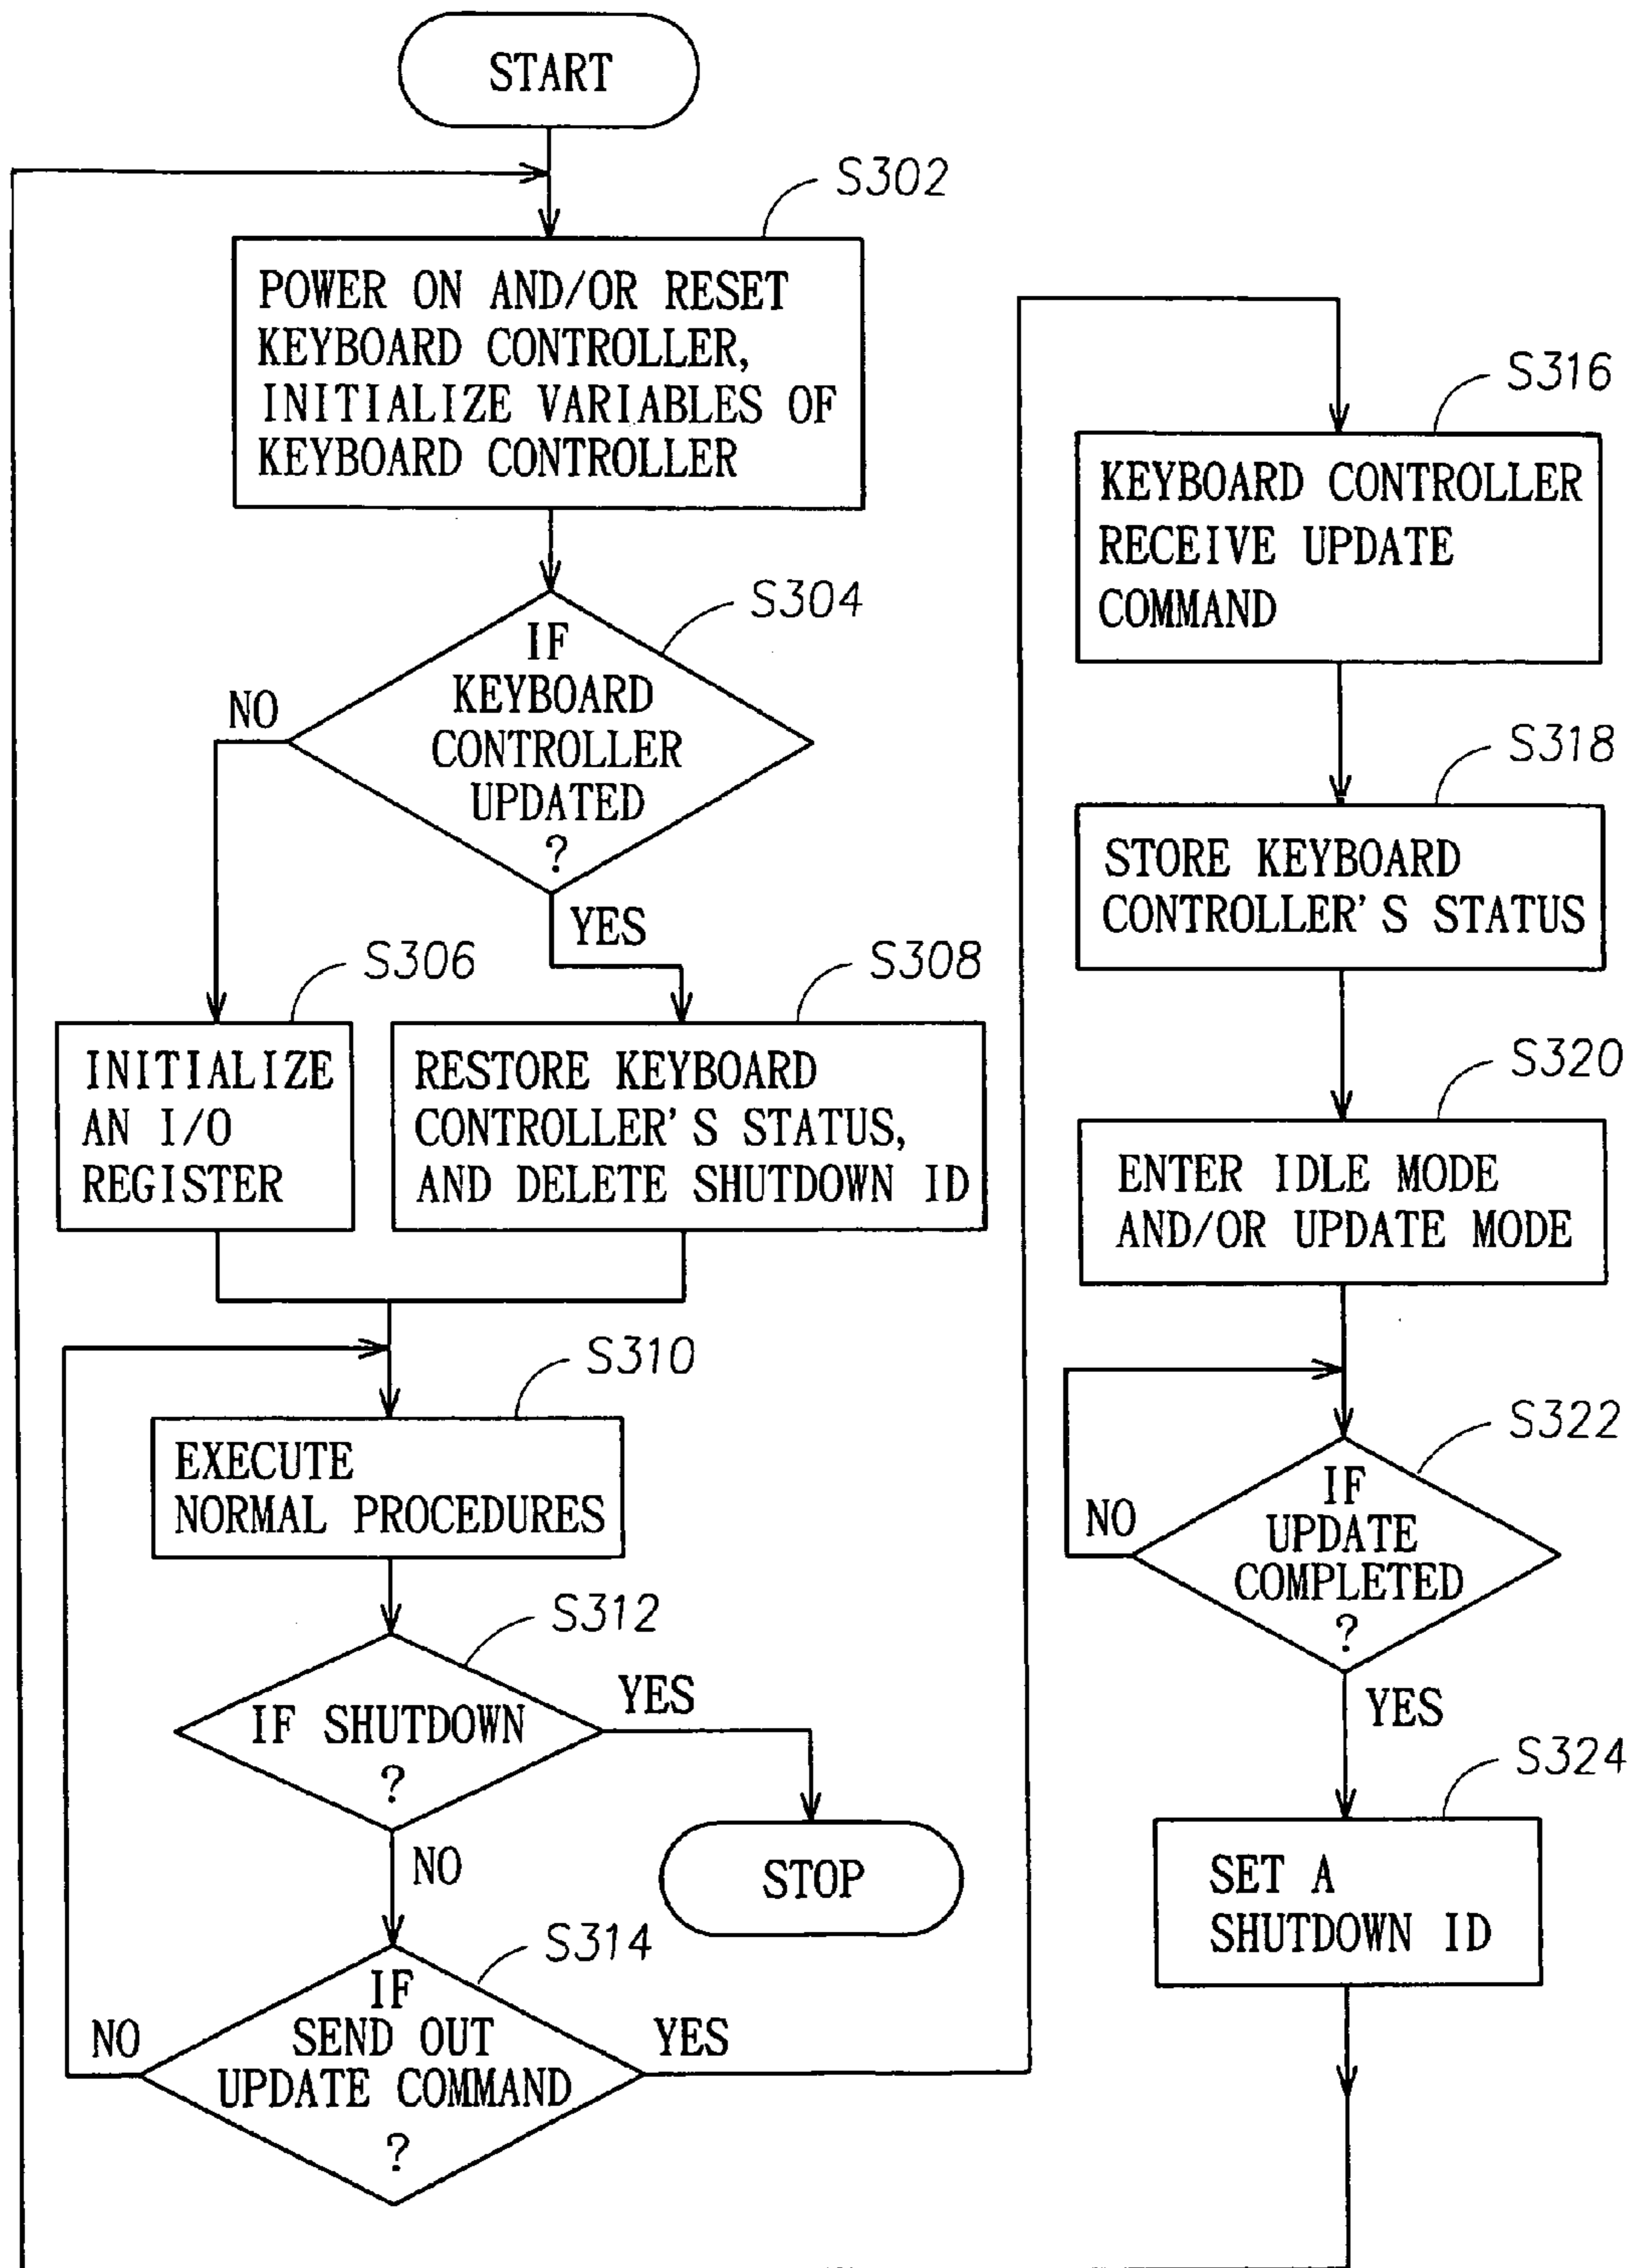 START
S302
POWER ON AND/OR RESET
KEYBOARD CONTROLLER,
INITIALIZE VARIABLES OF
KEYBOARD CONTROLLER
S304
IF
KEYBOARD
CONTROLLER
UPDATED
?
NO
YES
S306
INITIALIZE
AN I/O
REGISTER
S308
RESTORE KEYBOARD
CONTROLLER'S STATUS,
AND DELETE SHUTDOWN ID
S310
EXECUTE
NORMAL PROCEDURES
S312
IF SHUTDOWN
?
YES
STOP
NO
S314
IF
SEND OUT
UPDATE COMMAND
?
NO
YES
S316
KEYBOARD CONTROLLER
RECEIVE UPDATE
COMMAND
S318
STORE KEYBOARD
CONTROLLER'S STATUS
S320
ENTER IDLE MODE
AND/OR UPDATE MODE
S322
IF
UPDATE
COMPLETED
?
NO
YES
S324
SET A
SHUTDOWN ID